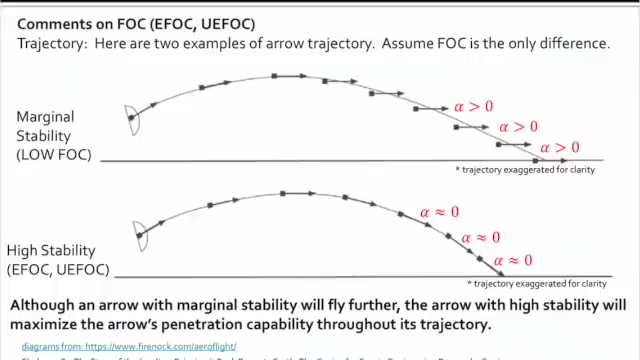 Comments on FOC (EFOC, UEFOC)
Trajectory: Here are two examples of arrow trajectory. Assume FOC is the only difference.
Marginal
Stability
(LOW FOC)
α > 0
α > 0
α > 0
* trajectory exaggerated for clarity
High Stability
(EFOC, UEFOC)
α ≈ 0
α ≈ 0
α ≈ 0
* trajectory exaggerated for clarity
Although an arrow with marginal stability will fly further, the arrow with high stability will
maximize the arrow's penetration capability throughout its trajectory.
diagrams from: https://www.firenock.com/aeroflight/